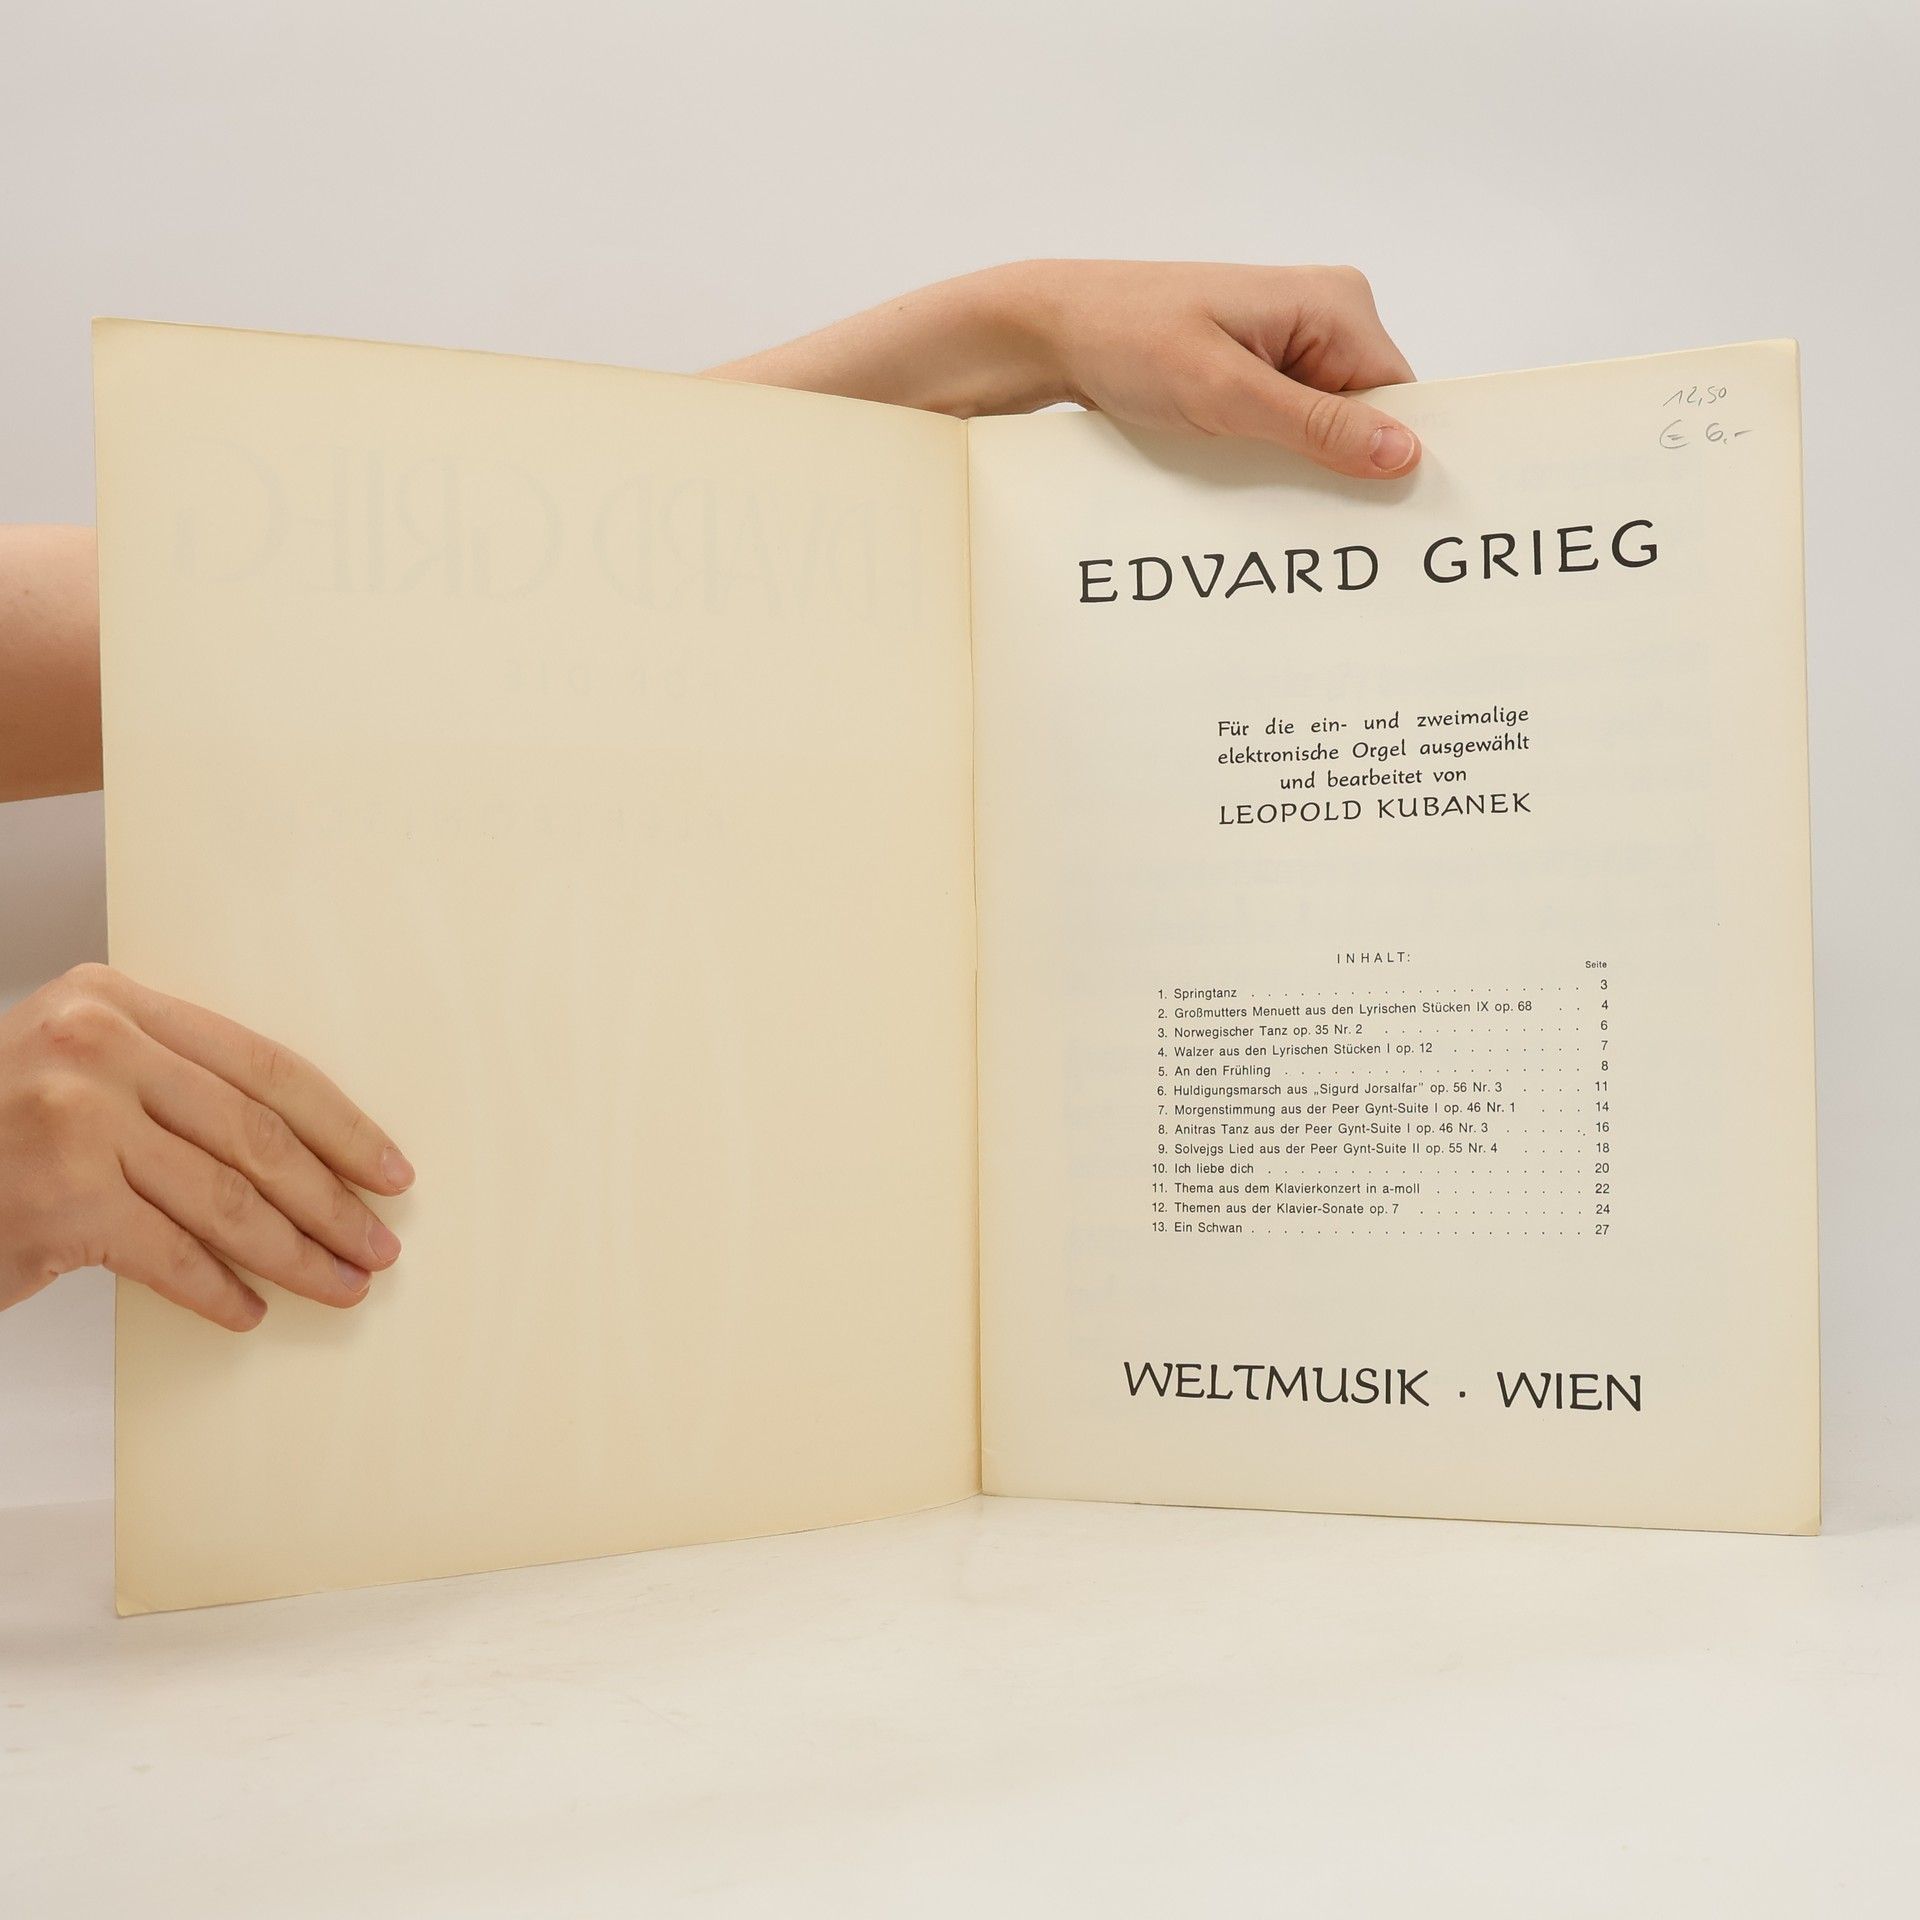 12,50
€ 6,-
EDVARD GRIEG
Für die ein- und zweimalige
elektronische Orgel ausgewählt
und bearbeitet von
LEOPOLD KUBANEK
INHALT:
Seite
1. Springtanz . . . . . . . . . . . . . . . . . . . . 3
2. Großmutters Menuett aus den Lyrischen Stücken IX op. 68 . . 4
3. Norwegischer Tanz op. 35 Nr. 2 . . . . . . . . . . . . 6
4. Walzer aus den Lyrischen Stücken I op. 12 . . . . . . . . 7
5. An den Frühling . . . . . . . . . . . . . . . . . . 8
6. Huldigungsmarsch aus „Sigurd Jorsalfar” op. 56 Nr. 3 . . . . 11
7. Morgenstimmung aus der Peer Gynt-Suite I op. 46 Nr. 1 . . . 14
8. Anitras Tanz aus der Peer Gynt-Suite I op. 46 Nr. 3 . . . . . 16
9. Solvejgs Lied aus der Peer Gynt-Suite II op. 55 Nr. 4 . . . . 18
10. Ich liebe dich . . . . . . . . . . . . . . . . . . . 20
11. Thema aus dem Klavierkonzert in a-moll . . . . . . . . . 22
12. Themen aus der Klavier-Sonate op. 7 . . . . . . . . . . 24
13. Ein Schwan . . . . . . . . . . . . . . . . . . . . 27
WELTMUSIK · WIEN